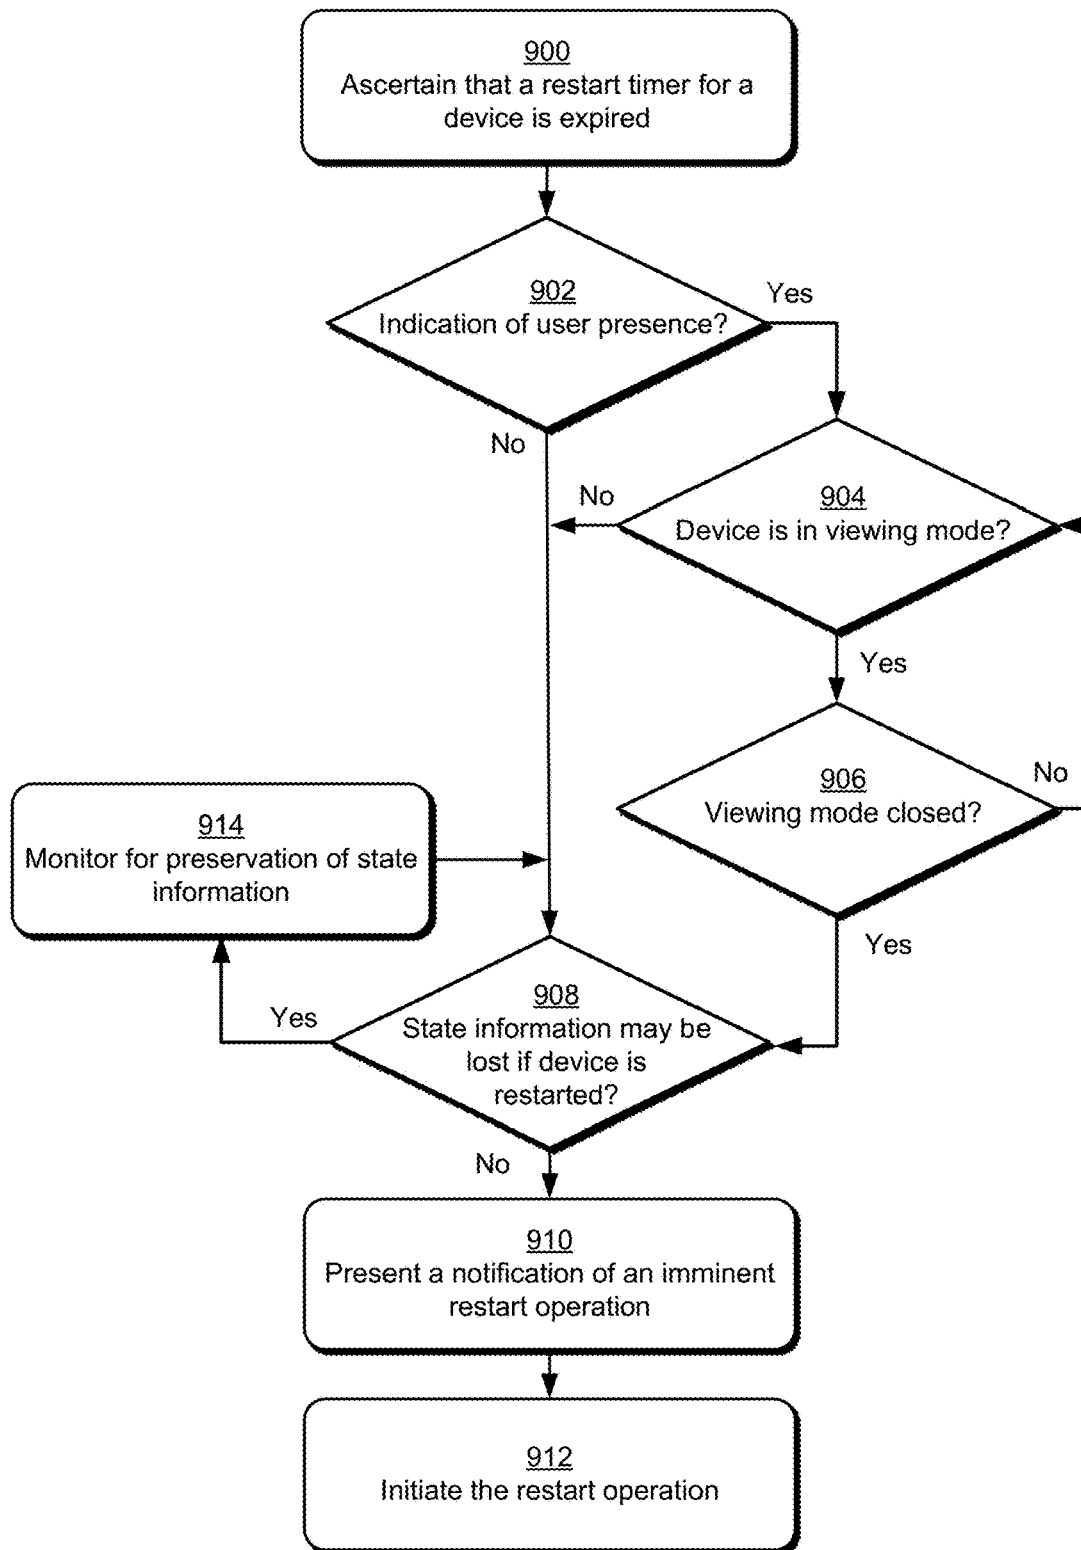 900
Ascertain that a restart timer for a
device is expired
902
Indication of user presence?
Yes
No
904
Device is in viewing mode?
No
Yes
906
Viewing mode closed?
No
Yes
914
Monitor for preservation of state
information
908
State information may be
lost if device is
restarted?
Yes
No
910
Present a notification of an imminent
restart operation
912
Initiate the restart operation